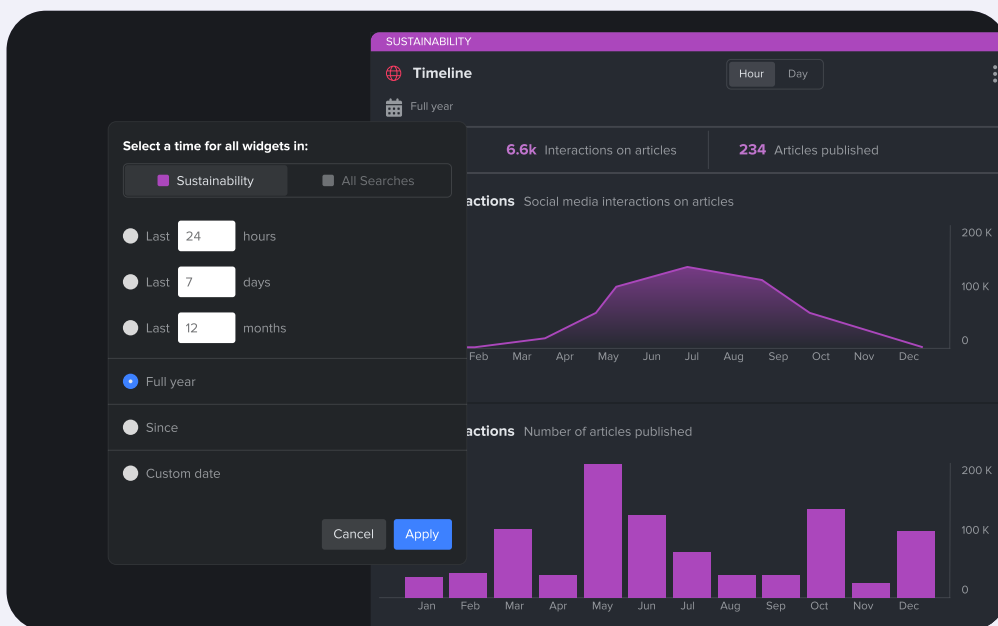 SUSTAINABILITY
Timeline
Hour Day
Full year
6.6k Interactions on articles
234 Articles published
Select a time for all widgets in:
Sustainability All Searches
Last 24 hours
Last 7 days
Last 12 months
Full year
Since
Custom date
Cancel Apply
actions Social media interactions on articles
200 K
100 K
0
Feb Mar Apr May Jun Jul Aug Sep Oct Nov Dec
actions Number of articles published
200 K
100 K
0
Jan Feb Mar Apr May Jun Jul Aug Sep Oct Nov Dec